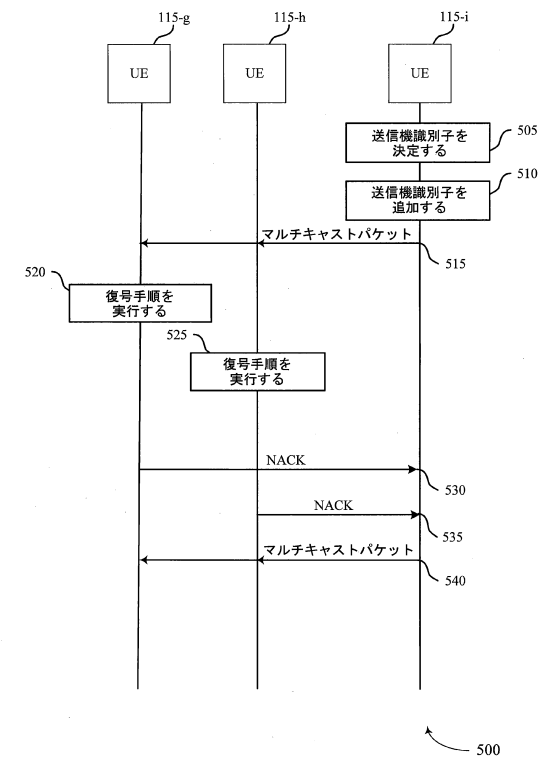 115-g
115-h
115-i
UE
UE
UE
送信機識別子を
決定する
505
送信機識別子を
追加する
510
マルチキャストパケット
515
520
復号手順を
実行する
525
復号手順を
実行する
NACK
530
NACK
535
マルチキャストパケット
540
500